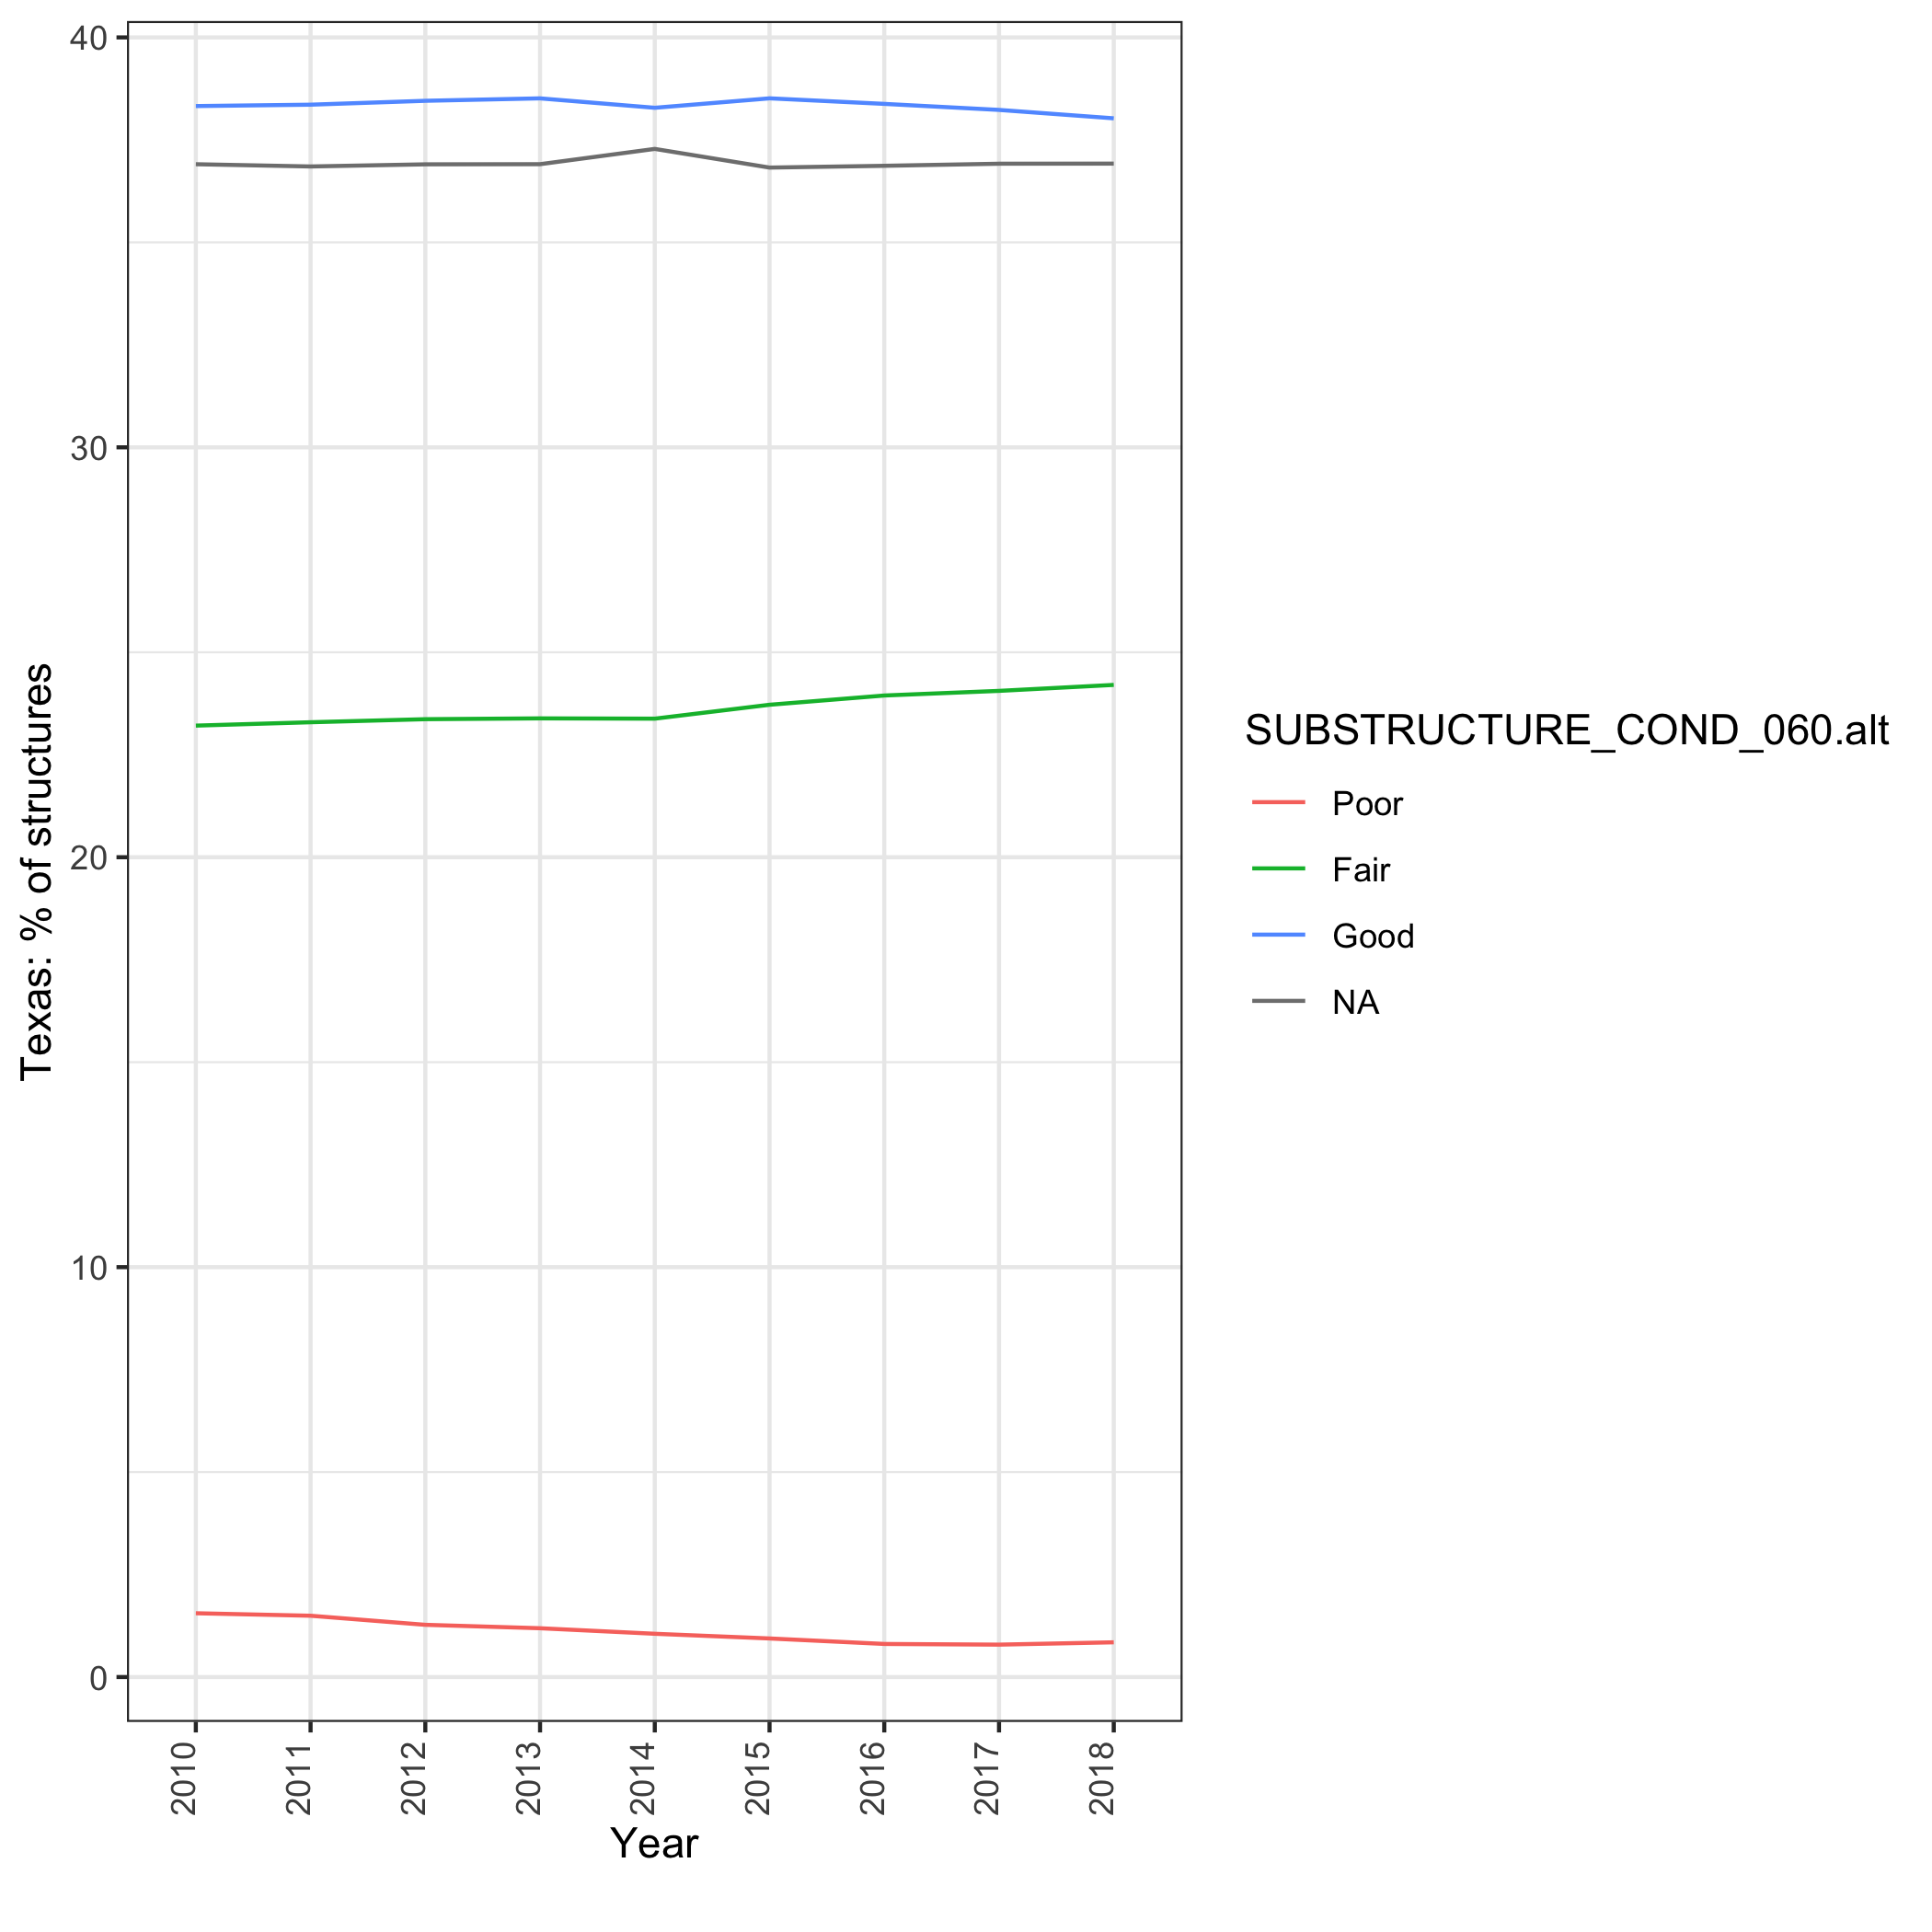 Texas: % of structures
40
30
20
10
0
2010
2011
2012
2013
2014
2015
2016
2017
2018
Year
SUBSTRUCTURE_COND_060.alt
Poor
Fair
Good
NA